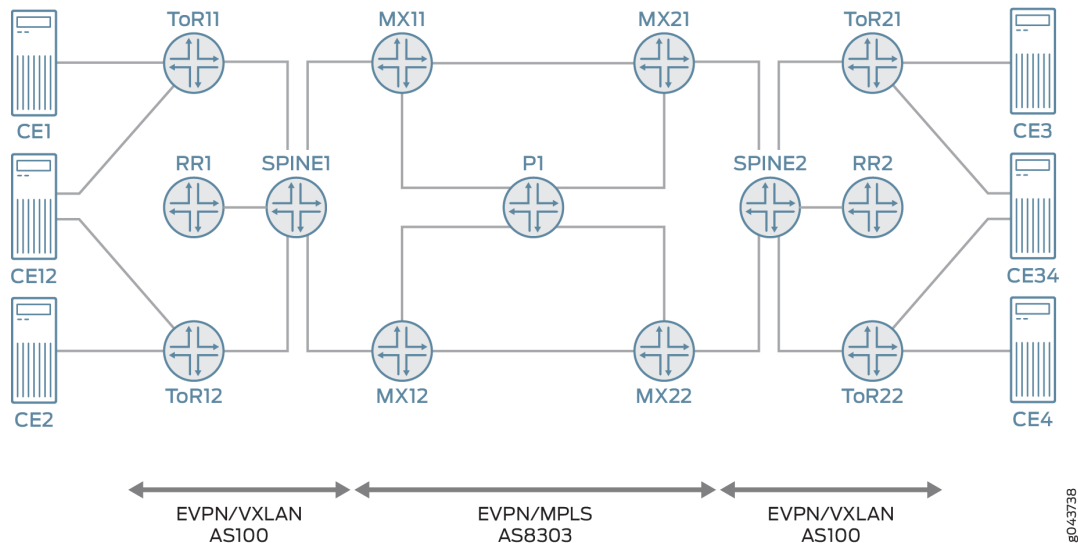 ToR11
MX11
MX21
ToR21
CE1
CE3
RR1
SPINE1
P1
SPINE2
RR2
CE12
CE34
ToR12
MX12
MX22
ToR22
CE2
CE4
EVPN/VXLAN
AS100
EVPN/MPLS
AS8303
EVPN/VXLAN
AS100
g043738